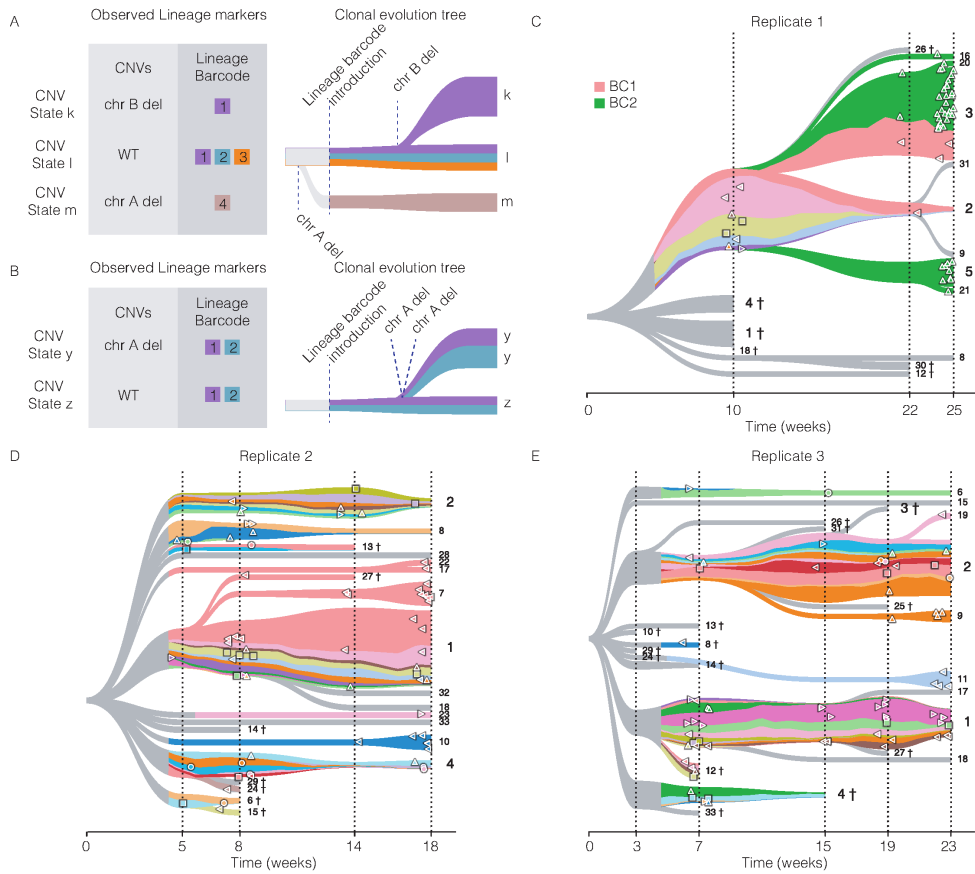 A
Observed Lineage markers
Clonal evolution tree
CNVs
Lineage
Barcode
Lineage barcode
introduction
chr B del
CNV
State k
chr B del
1
k
CNV
State l
WT
1 2 3
l
CNV
State m
chr A del
4
m
chr A del
B
Observed Lineage markers
Clonal evolution tree
CNVs
Lineage
Barcode
Lineage barcode
introduction
chr A del
chr A del
CNV
State y
chr A del
1 2
y
y
CNV
State z
WT
1 2
z
C
Replicate 1
BC1
BC2
26 †
16
20
3
31
2
9
5
21
4 †
1 †
18 †
8
30 †
12 †
0 10 22 25
Time (weeks)
D
Replicate 2
2
8
13 †
28
17
27 †
7
1
32
18
33
14 †
10
4
29 †
24 †
6 †
15 †
0 5 8 14 18
Time (weeks)
E
Replicate 3
6
15
3 †
19
26 †
31 †
2
25 †
9
13 †
10 †
8 †
29 †
24 †
14 †
11
17
1
27 †
18
12 †
4 †
33 †
0 3 7 15 19 23
Time (weeks)